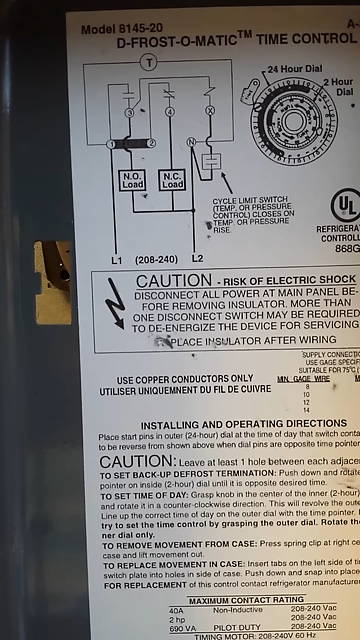 Model 8145-20
A-
D-FROST-O-MATIC™ TIME CONTROL
T
24 Hour Dial
2 Hour
Dial
3
4
X
1
2
N
N.O.
Load
N.C.
Load
CYCLE LIMIT SWITCH
(TEMP. OR PRESSURE
CONTROL) CLOSES ON
TEMP. OR PRESSURE
RISE.
UL
REFRIGERA
CONTROLL
868G
L1 (208-240) L2
CAUTION - RISK OF ELECTRIC SHOCK
DISCONNECT ALL POWER AT MAIN PANEL BE-
FORE REMOVING INSULATOR. MORE THAN
ONE DISCONNECT SWITCH MAY BE REQUIRED
TO DE-ENERGIZE THE DEVICE FOR SERVICING
PLACE INSULATOR AFTER WIRING
SUPPLY CONNECTIO
USE GAGE SPECIF
SUITABLE FOR 75°C
USE COPPER CONDUCTORS ONLY
MIN. GAGE WIRE
UTILISER UNIQUEMENT DU FIL DE CUIVRE
8
10
12
14
INSTALLING AND OPERATING DIRECTIONS
Place start pins in outer (24-hour) dial at the time of day that switch conta
to be reverse from shown above when dial pins are opposite time pointer
CAUTION: Leave at least 1 hole between each adjacen
TO SET BACK-UP DEFROST TERMINATION: Push down and rotate
pointer on inside (2-hour) dial until it is opposite desired time.
TO SET TIME OF DAY: Grasp knob in the center of the inner (2-hour)
and rotate it in a counter-clockwise direction. This will revolve the oute
Line up the correct time of day on the outer dial with the time pointer.
try to set the time control by grasping the outer dial. Rotate the
ner dial only.
TO REMOVE MOVEMENT FROM CASE: Press spring clip at right ce
case and lift movement out.
TO REPLACE MOVEMENT IN CASE: Insert tabs on the left side of ti
switch plate into holes in side of case. Push down and snap into place
FOR REPLACEMENT of this control contact refrigerator manufacturer
MAXIMUM CONTACT RATING
40A Non-Inductive 208-240 Vac
2 hp 208-240 Vac
690 VA PILOT DUTY 208-240 Vac
TIMING MOTOR: 208-240V 60 Hz